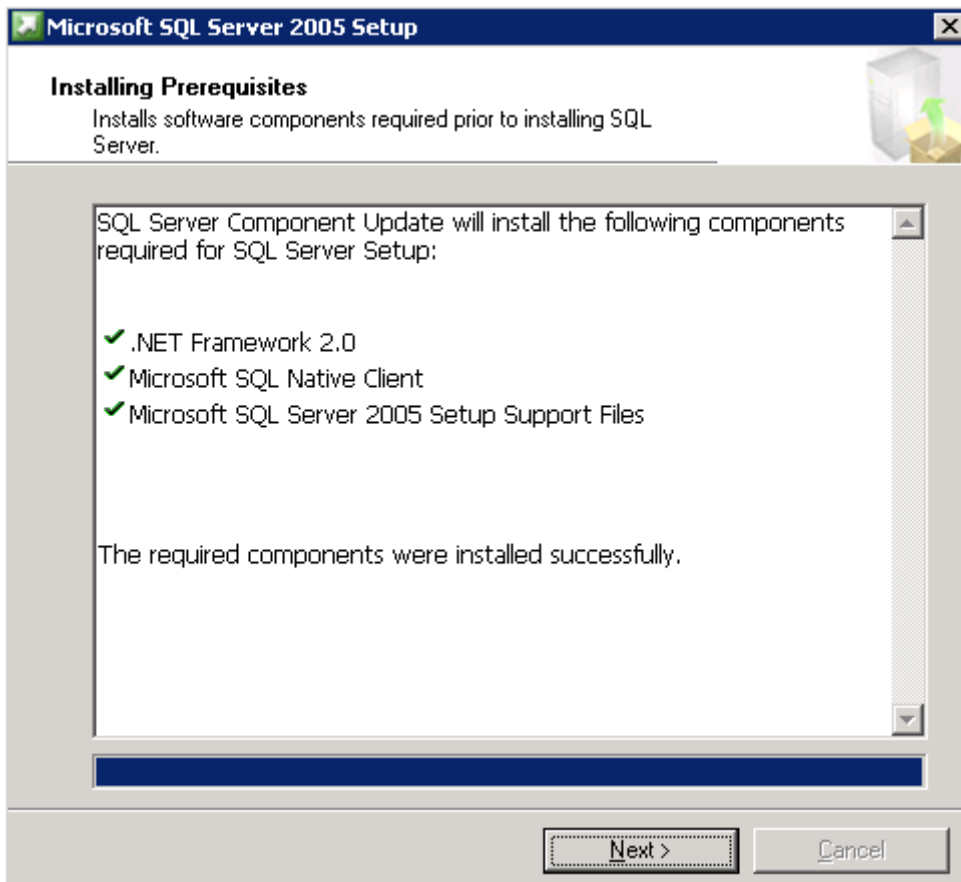 Microsoft SQL Server 2005 Setup
Installing Prerequisites
Installs software components required prior to installing SQL
Server.
SQL Server Component Update will install the following components
required for SQL Server Setup:
.NET Framework 2.0
Microsoft SQL Native Client
Microsoft SQL Server 2005 Setup Support Files
The required components were installed successfully.
Next >
Cancel